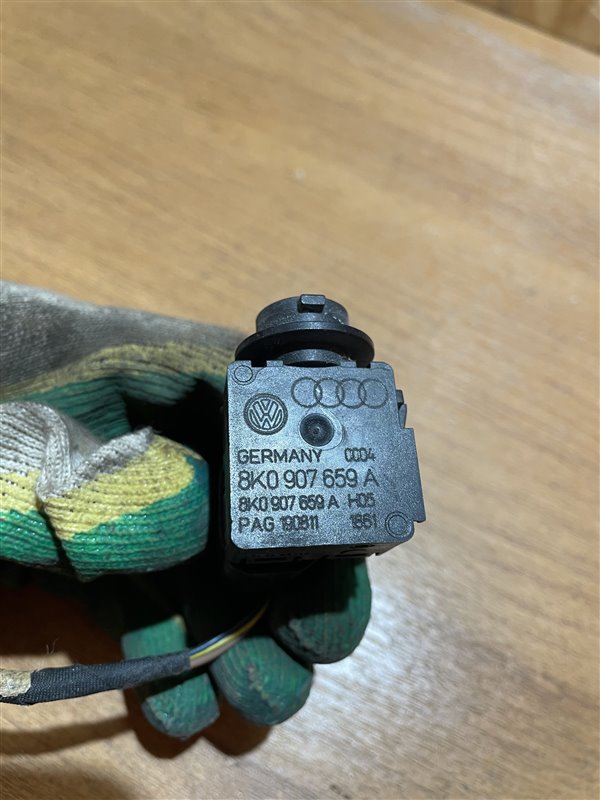 GERMANY 0004
8K0 907 659 A
8K0 907 659 A H05
PAG 190811 1851